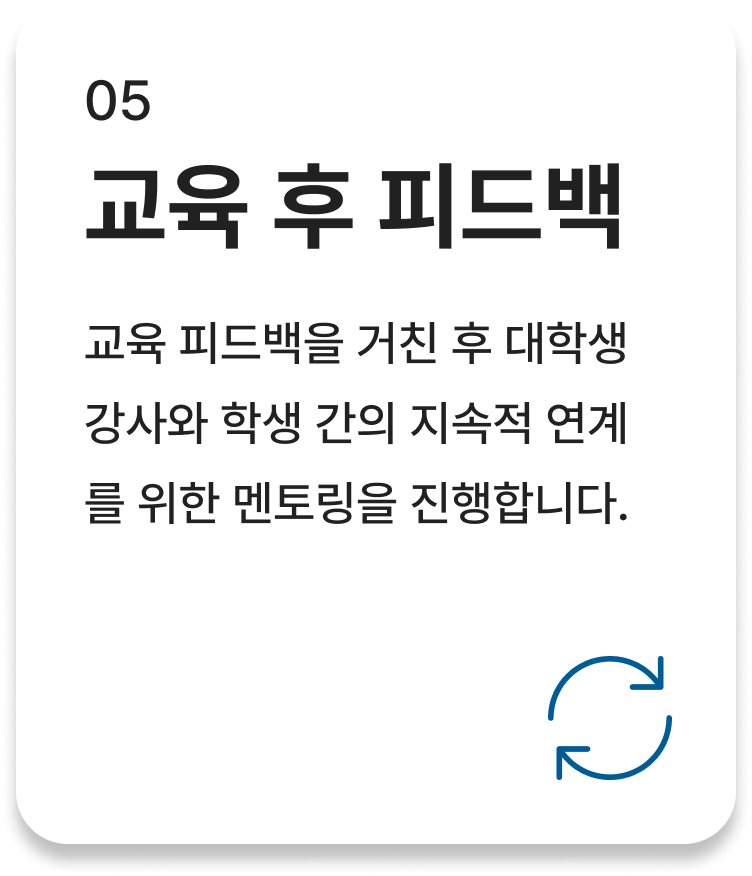 05
교육 후 피드백
교육 피드백을 거친 후 대학생
강사와 학생 간의 지속적 연계
를 위한 멘토링을 진행합니다.